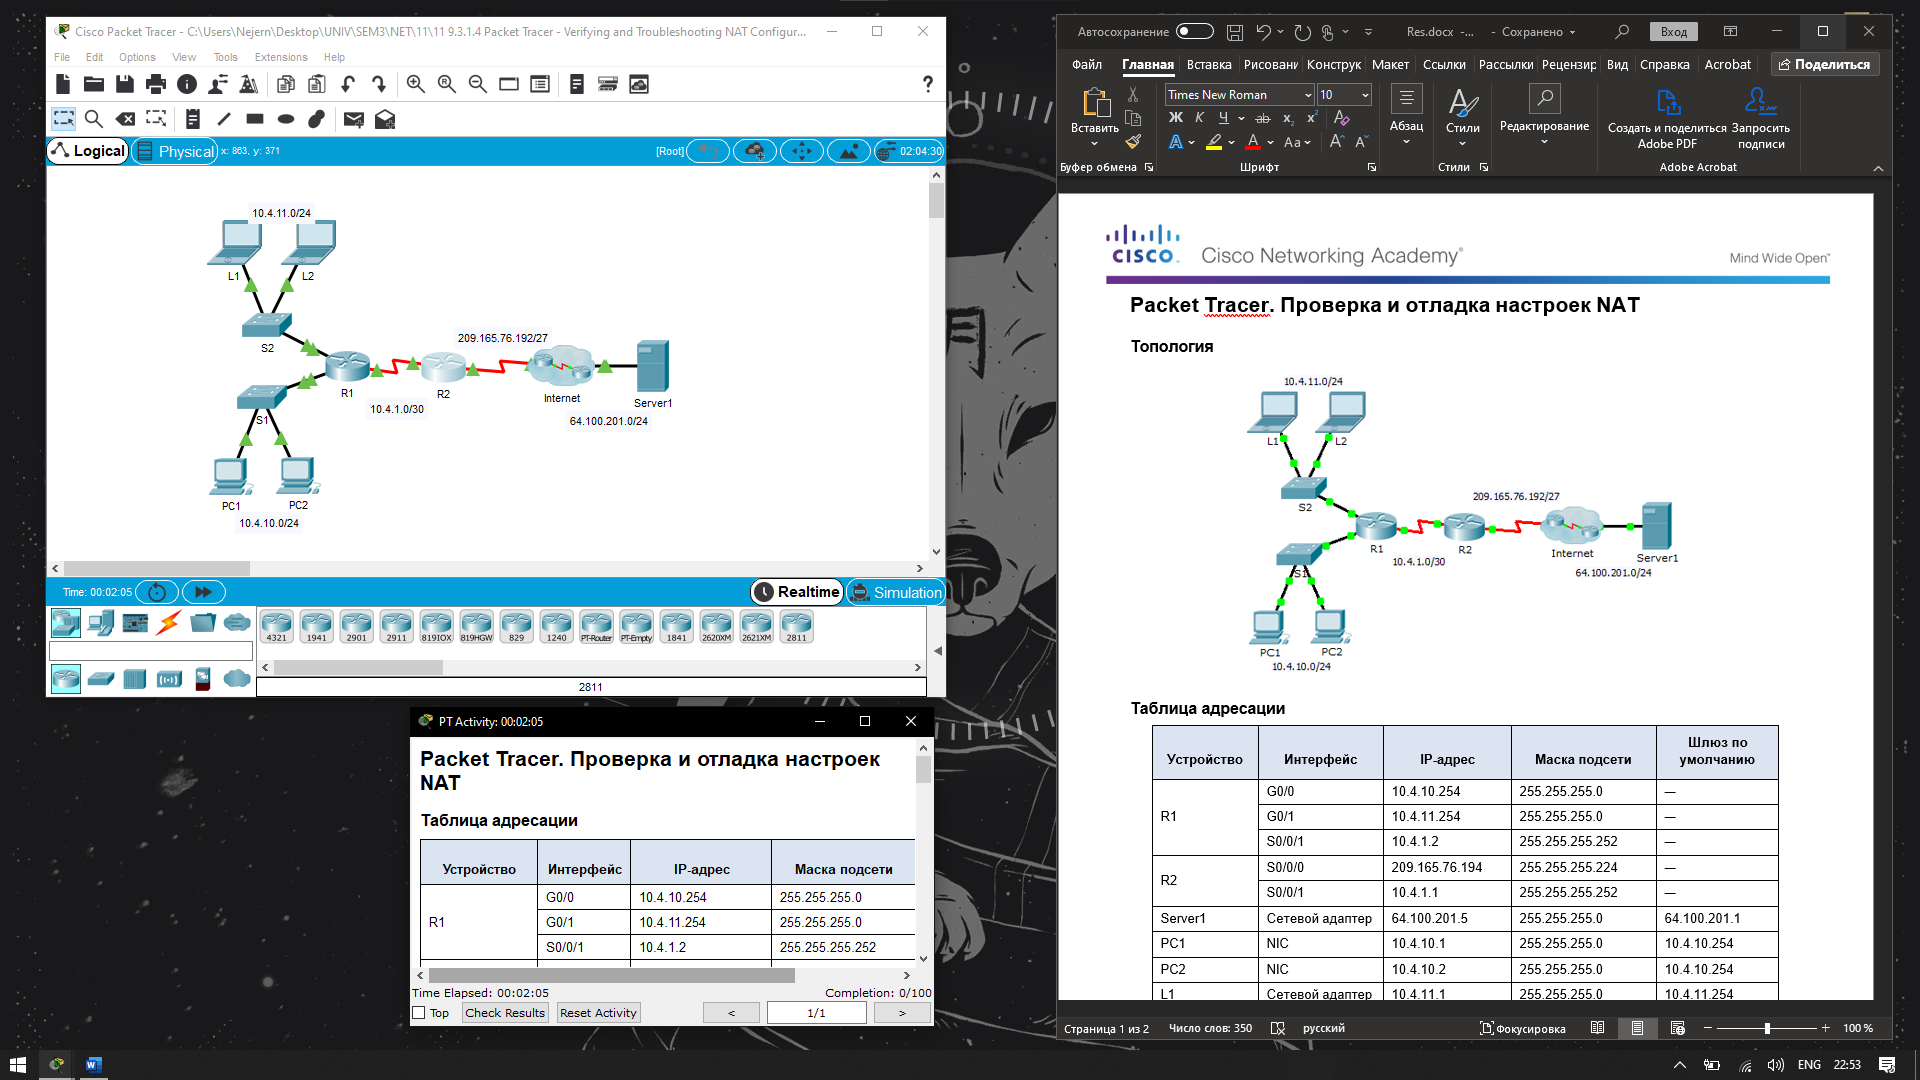 Cisco Packet Tracer - C:\Users\Nejern\Desktop\UNIV\SEM3\NET\11\11 9.3.1.4 Packet Tracer - Verifying and Troubleshooting NAT Configur...
File Edit Options View Tools Extensions Help
?
Logical
Physical
x: 863, y: 371
[Root]
02:04:30
10.4.11.0/24
L1
L2
S2
209.165.76.192/27
R1
R2
Internet
Server1
10.4.1.0/30
64.100.201.0/24
S1
PC1
PC2
10.4.10.0/24
Time: 00:02:05
Realtime
Simulation
4321 1941 2901 2911 819IOX 819HGW 829 1240 PT-Router PT-Empty 1841 2620XM 2621XM 2811
2811
PT Activity: 00:02:05
Packet Tracer. Проверка и отладка настроек
NAT
Таблица адресации
Устройство Интерфейс IP-адрес Маска подсети
R1
G0/0 10.4.10.254 255.255.255.0
G0/1 10.4.11.254 255.255.255.0
S0/0/1 10.4.1.2 255.255.255.252
Time Elapsed: 00:02:05 Completion: 0/100
Top Check Results Reset Activity < 1/1 >
Автосохранение
Res.docx -... - Сохранено
Вход
Файл Главная Вставка Рисовани Конструк Макет Ссылки Рассылки Рецензир Вид Справка Acrobat Поделиться
Вставить
Times New Roman 10
Ж К Ч ab x2 x2 A
A A Aa A A
Абзац
Стили
Редактирование
Создать и поделиться
Adobe PDF
Запросить
подписи
Буфер обмена Шрифт Стили Adobe Acrobat
CISCO. Cisco Networking Academy® Mind Wide Open™
Packet Tracer. Проверка и отладка настроек NAT
Топология
10.4.11.0/24
L1
L2
209.165.76.192/27
S2
R1
R2
Internet
Server1
10.4.1.0/30
64.100.201.0/24
S1
PC1
PC2
10.4.10.0/24
Таблица адресации
Устройство Интерфейс IP-адрес Маска подсети Шлюз по
умолчанию
R1
G0/0 10.4.10.254 255.255.255.0 —
G0/1 10.4.11.254 255.255.255.0 —
S0/0/1 10.4.1.2 255.255.255.252 —
R2
S0/0/0 209.165.76.194 255.255.255.224 —
S0/0/1 10.4.1.1 255.255.255.252 —
Server1 Сетевой адаптер 64.100.201.5 255.255.255.0 64.100.201.1
PC1 NIC 10.4.10.1 255.255.255.0 10.4.10.254
PC2 NIC 10.4.10.2 255.255.255.0 10.4.10.254
L1 Сетевой адаптер 10.4.11.1 255.255.255.0 10.4.11.254
Страница 1 из 2 Число слов: 350 русский Фокусировка 100 %
ENG 22:53